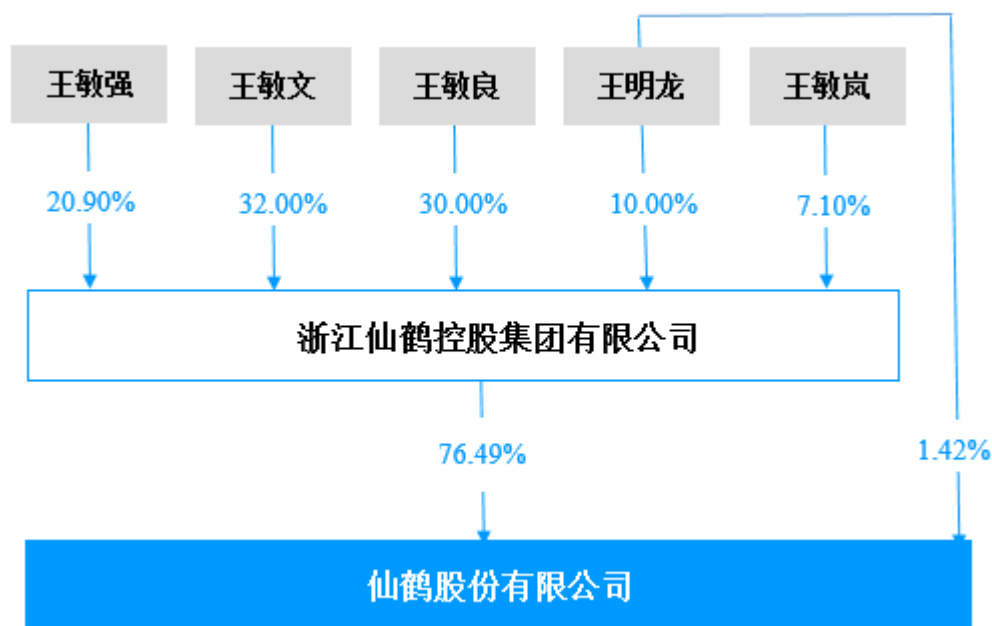 王敏强
王敏文
王敏良
王明龙
王敏岚
20.90%
32.00%
30.00%
10.00%
7.10%
浙江仙鹤控股集团有限公司
76.49%
1.42%
仙鹤股份有限公司